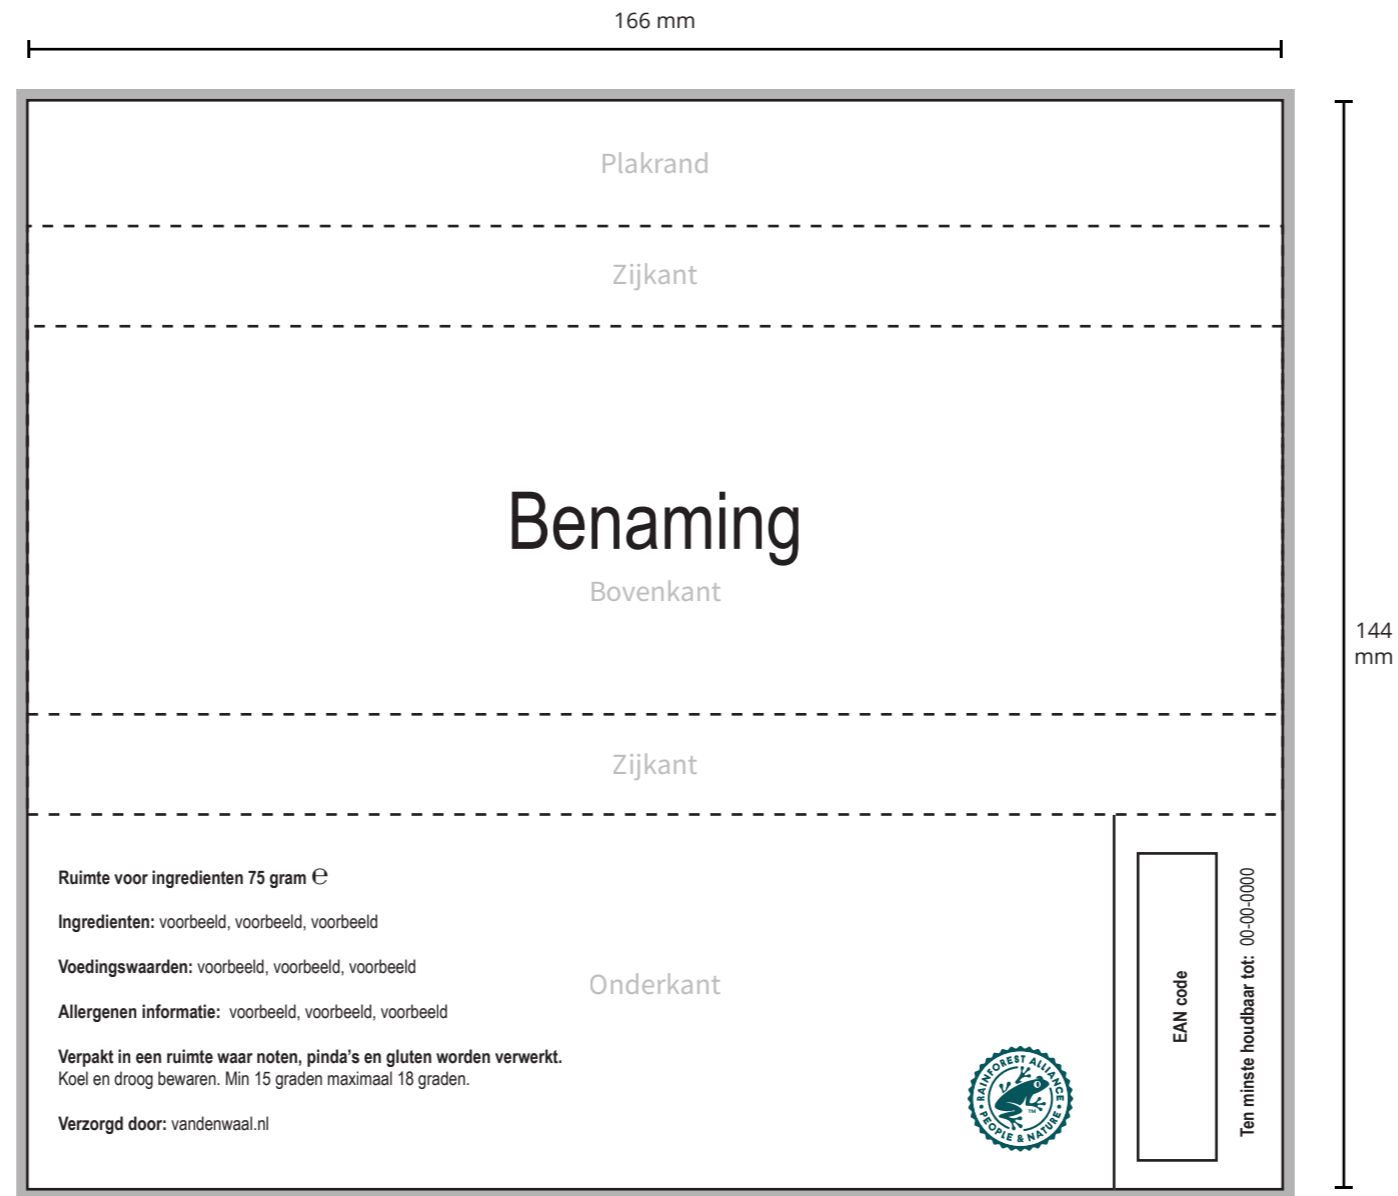 166 mm
Plakrand
Zijkant
Benaming
Bovenkant
144
mm
Zijkant
Ruimte voor ingredienten 75 gram ℮
Ingredienten: voorbeeld, voorbeeld, voorbeeld
Voedingswaarden: voorbeeld, voorbeeld, voorbeeld
Onderkant
Allergenen informatie:  voorbeeld, voorbeeld, voorbeeld
Verpakt in een ruimte waar noten, pinda's en gluten worden verwerkt.
Koel en droog bewaren. Min 15 graden maximaal 18 graden.
Verzorgd door: vandenwaal.nl
RAINFOREST ALLIANCE
PEOPLE & NATURE
TM
EAN code
Ten minste houdbaar tot:  00-00-0000